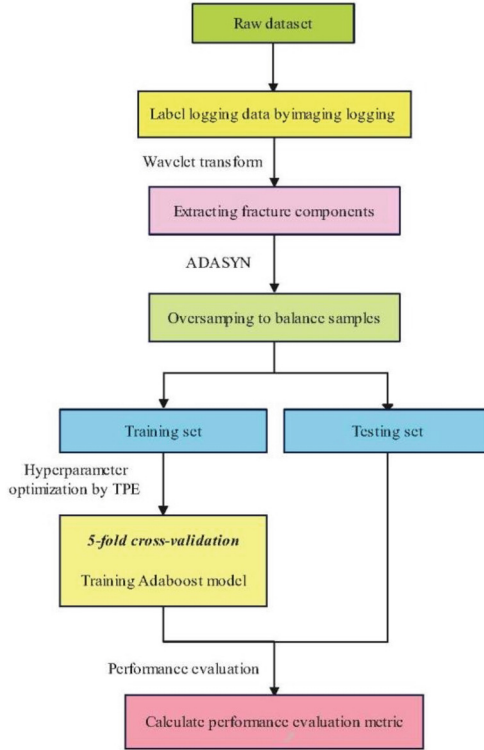 Raw dataset
Label logging data byimaging logging
Wavelet transform
Extracting fracture components
ADASYN
Oversamping to balance samples
Training set
Testing set
Hyperparameter
optimization by TPE
5-fold cross-validation
Training Adaboost model
Performance evaluation
Calculate performance evaluation metric